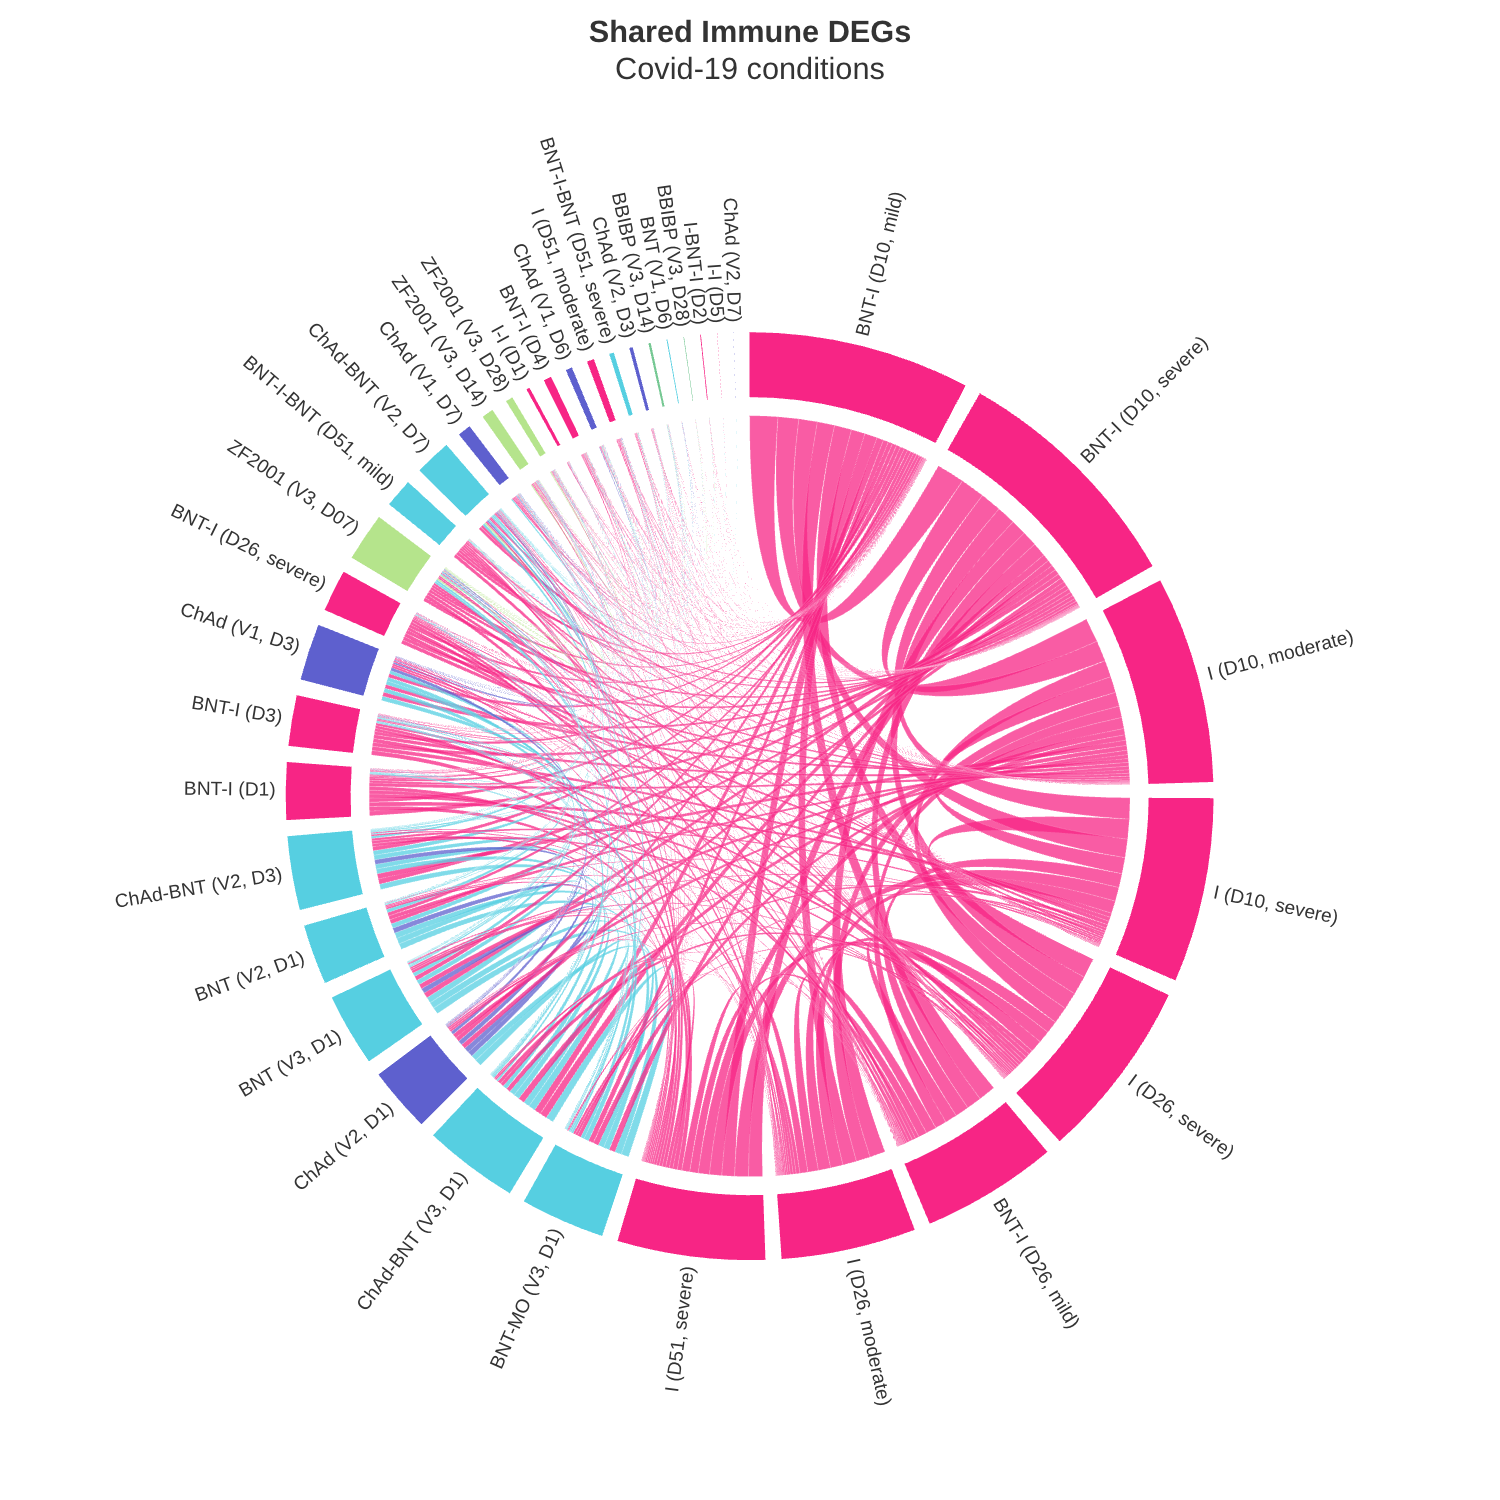 Shared Immune DEGs
Covid-19 conditions
BNT-I (D10, mild)
BNT-I (D10, severe)
I (D10, moderate)
I (D10, severe)
I (D26, severe)
BNT-I (D26, mild)
I (D26, moderate)
I (D51, severe)
BNT-MO (V3, D1)
ChAd-BNT (V3, D1)
ChAd (V2, D1)
BNT (V3, D1)
BNT (V2, D1)
ChAd-BNT (V2, D3)
BNT-I (D1)
BNT-I (D3)
ChAd (V1, D3)
BNT-I (D26, severe)
ZF2001 (V3, D07)
BNT-I-BNT (D51, mild)
ChAd-BNT (V2, D7)
ChAd (V1, D7)
ZF2001 (V3, D14)
ZF2001 (V3, D28)
I-I (D1)
BNT-I (D4)
ChAd (V1, D6)
I (D51, moderate)
BNT-I-BNT (D51, severe)
ChAd (V2, D3)
BBIBP (V3, D14)
BNT (V1, D6)
BBIBP (V3, D28)
I-BNT-I (D2)
I-I (D5)
ChAd (V2, D7)